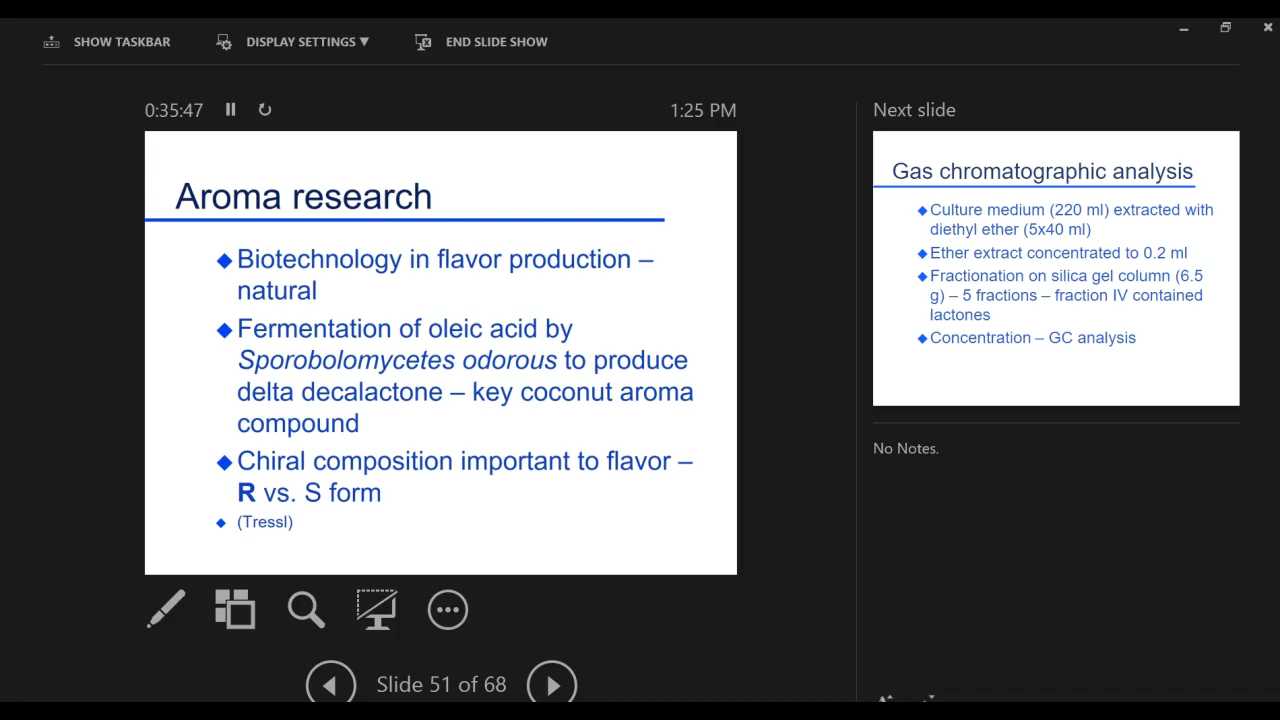 SHOW TASKBAR DISPLAY SETTINGS ▼ END SLIDE SHOW
0:35:47 1:25 PM
Aroma research
◆Biotechnology in flavor production –
natural
◆Fermentation of oleic acid by
Sporobolomycetes odorous to produce
delta decalactone – key coconut aroma
compound
◆Chiral composition important to flavor –
R vs. S form
◆ (Tressl)
Slide 51 of 68
Next slide
Gas chromatographic analysis
◆Culture medium (220 ml) extracted with
diethyl ether (5x40 ml)
◆Ether extract concentrated to 0.2 ml
◆Fractionation on silica gel column (6.5
g) – 5 fractions – fraction IV contained
lactones
◆Concentration – GC analysis
No Notes.